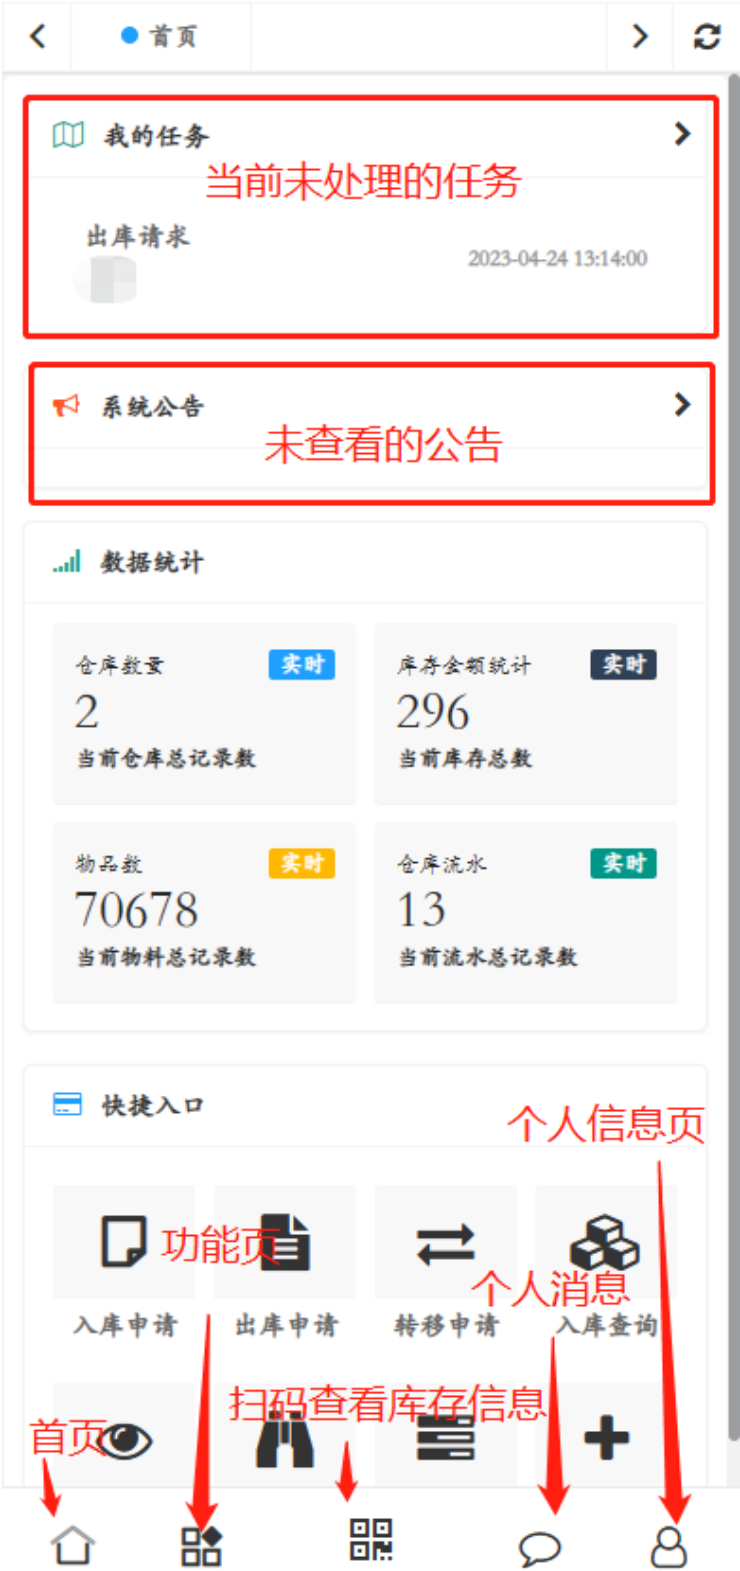 首页
我的任务
当前未处理的任务
出库请求
2023-04-24 13:14:00
系统公告
未查看的公告
数据统计
仓库数量 实时
2
当前仓库总记录数
库存金额统计 实时
296
当前库存总数
物品数 实时
70678
当前物料总记录数
仓库流水 实时
13
当前流水总记录数
快捷入口
个人信息页
功能页
个人消息
入库申请 出库申请 转移申请 入库查询
扫码查看库存信息
首页